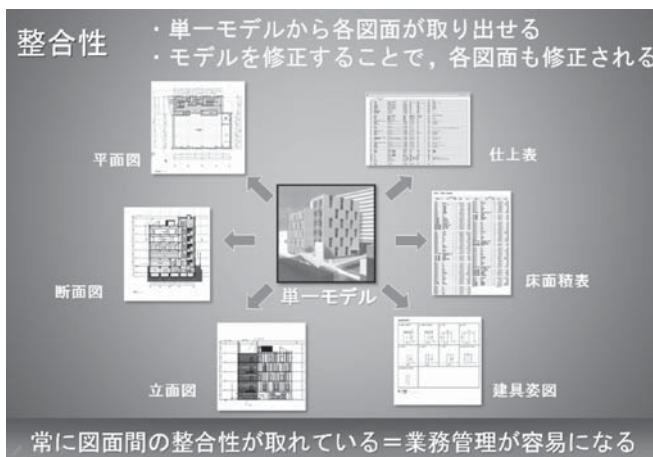 整合性
・単一モデルから各図面が取り出せる
・モデルを修正することで，各図面も修正される
平面図
仕上表
断面図
床面積表
単一モデル
立面図
建具姿図
常に図面間の整合性が取れている＝業務管理が容易になる